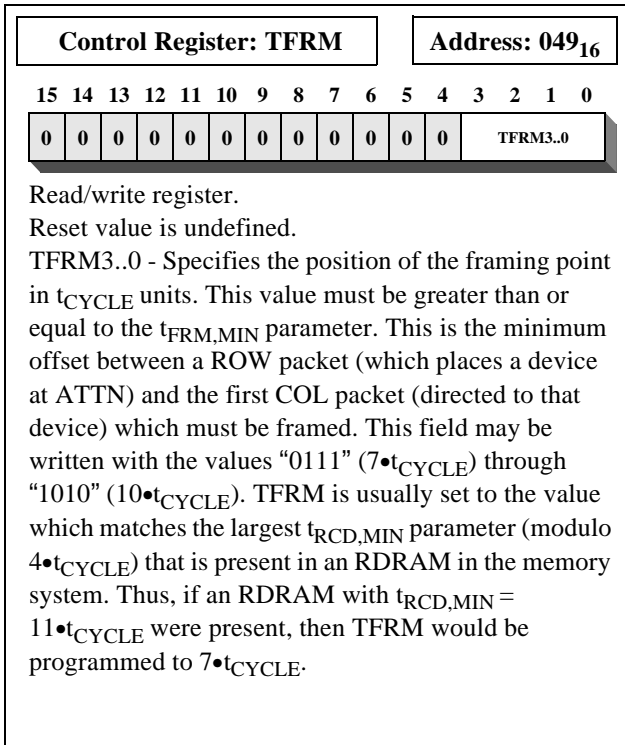 Control Register: TFRM Address: 049₁₆
15 14 13 12 11 10 9 8 7 6 5 4 3 2 1 0
0 0 0 0 0 0 0 0 0 0 0 0 TFRM3..0
Read/write register.
Reset value is undefined.
TFRM3..0 - Specifies the position of the framing point
in tCYCLE units. This value must be greater than or
equal to the tFRM,MIN parameter. This is the minimum
offset between a ROW packet (which places a device
at ATTN) and the first COL packet (directed to that
device) which must be framed. This field may be
written with the values “0111” (7•tCYCLE) through
“1010” (10•tCYCLE). TFRM is usually set to the value
which matches the largest tRCD,MIN parameter (modulo
4•tCYCLE) that is present in an RDRAM in the memory
system. Thus, if an RDRAM with tRCD,MIN =
11•tCYCLE were present, then TFRM would be
programmed to 7•tCYCLE.